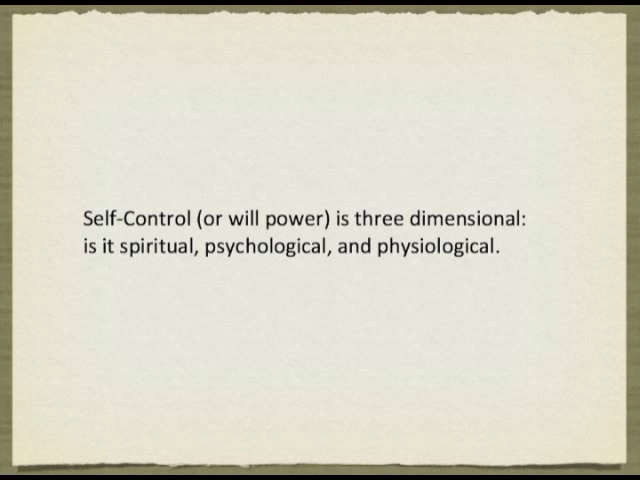 Self-Control (or will power) is three dimensional:
is it spiritual, psychological, and physiological.